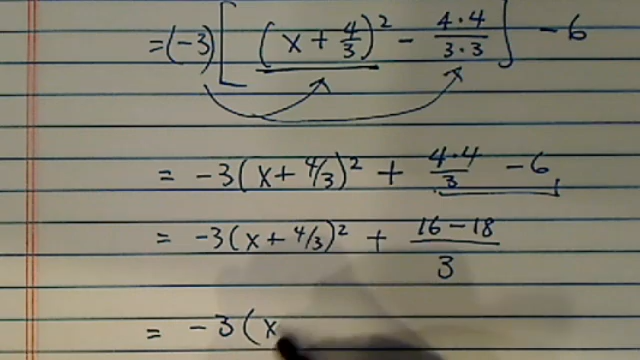 = (-3) [ (x + 4/3)² - 4·4/3·3 ] - 6
= -3(x + 4/3)² + 4·4/3 - 6
= -3(x + 4/3)² + 16-18/3
= -3(x